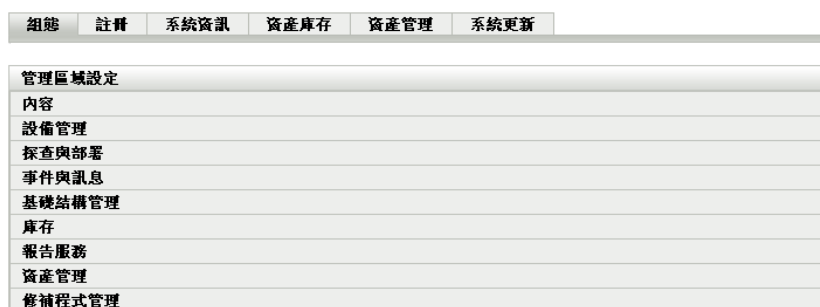 組態 註冊 系統資訊 資產庫存 資產管理 系統更新
管理區域設定
內容
設備管理
探查與部署
事件與訊息
基礎結構管理
庫存
報告服務
資產管理
修補程式管理